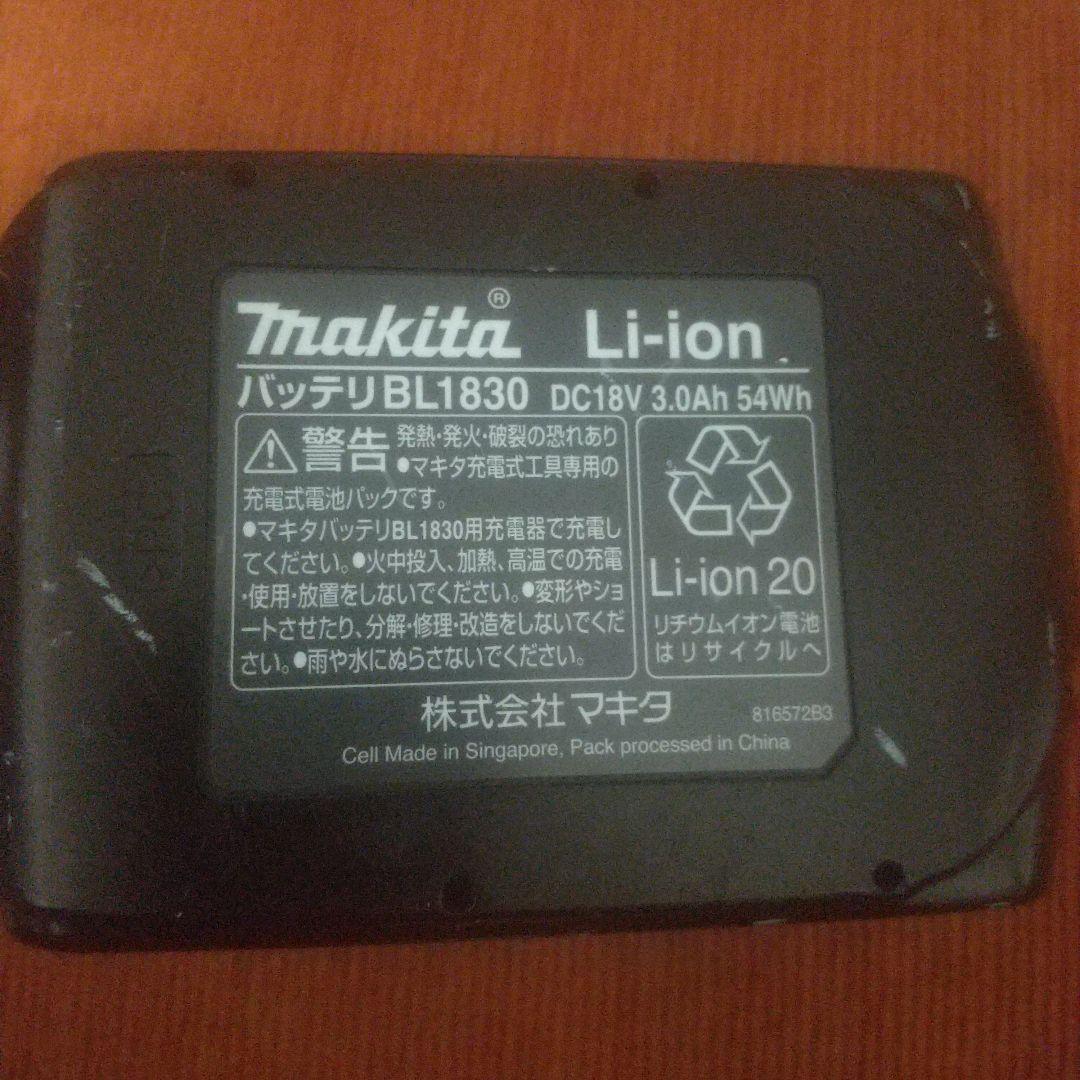 makita® Li-ion
バッテリBL1830 DC18V 3.0Ah 54Wh
警告 発熱・発火・破裂の恐れあり
●マキタ充電式工具専用の
充電式電池パックです。
●マキタバッテリBL1830用充電器で充電し
てください。●火中投入、加熱、高温での充電
・使用・放置をしないでください。●変形やショ
ートさせたり、分解・修理・改造をしないでくだ
さい。●雨や水にぬらさないでください。
Li-ion 20
リチウムイオン電池
はリサイクルへ
株式会社マキタ 816572B3
Cell Made in Singapore, Pack processed in China